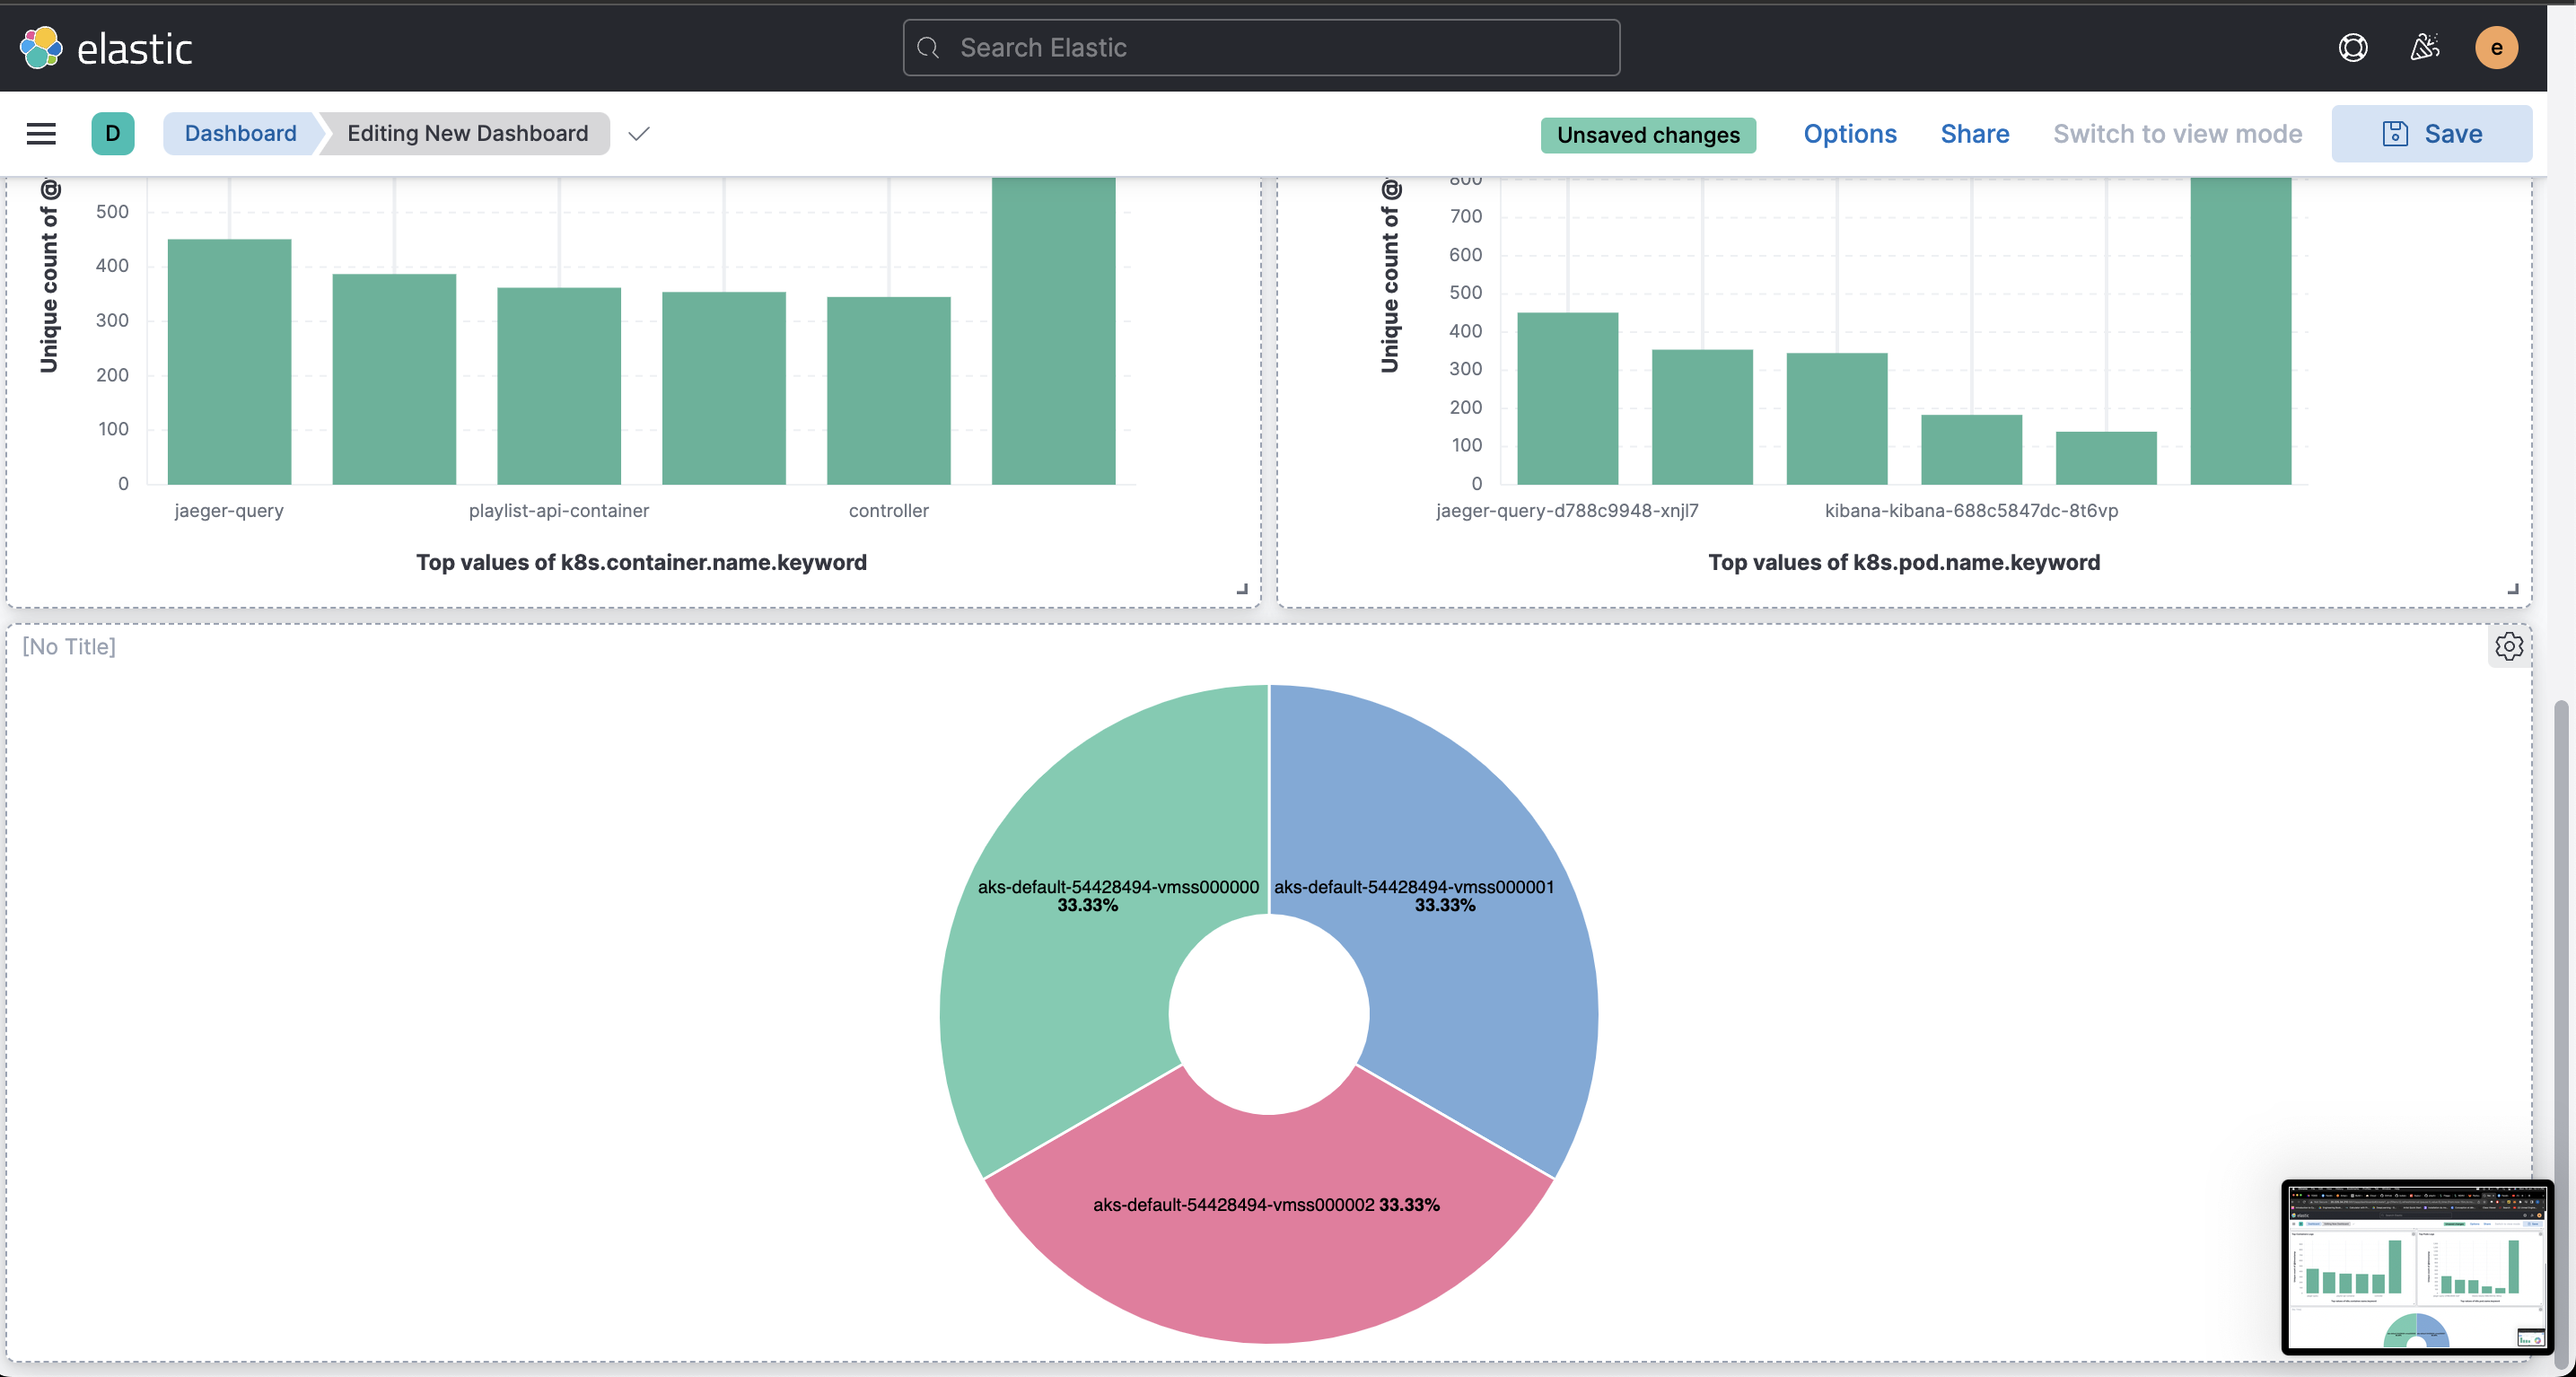 elastic
Search Elastic
e
D
Dashboard
Editing New Dashboard
Unsaved changes
Options
Share
Switch to view mode
Save
Unique count of @
500
400
300
200
100
0
jaeger-query
playlist-api-container
controller
Top values of k8s.container.name.keyword
Unique count of @
800
700
600
500
400
300
200
100
0
jaeger-query-d788c9948-xnjl7
kibana-kibana-688c5847dc-8t6vp
Top values of k8s.pod.name.keyword
[No Title]
aks-default-54428494-vmss000000
33.33%
aks-default-54428494-vmss000001
33.33%
aks-default-54428494-vmss000002 33.33%